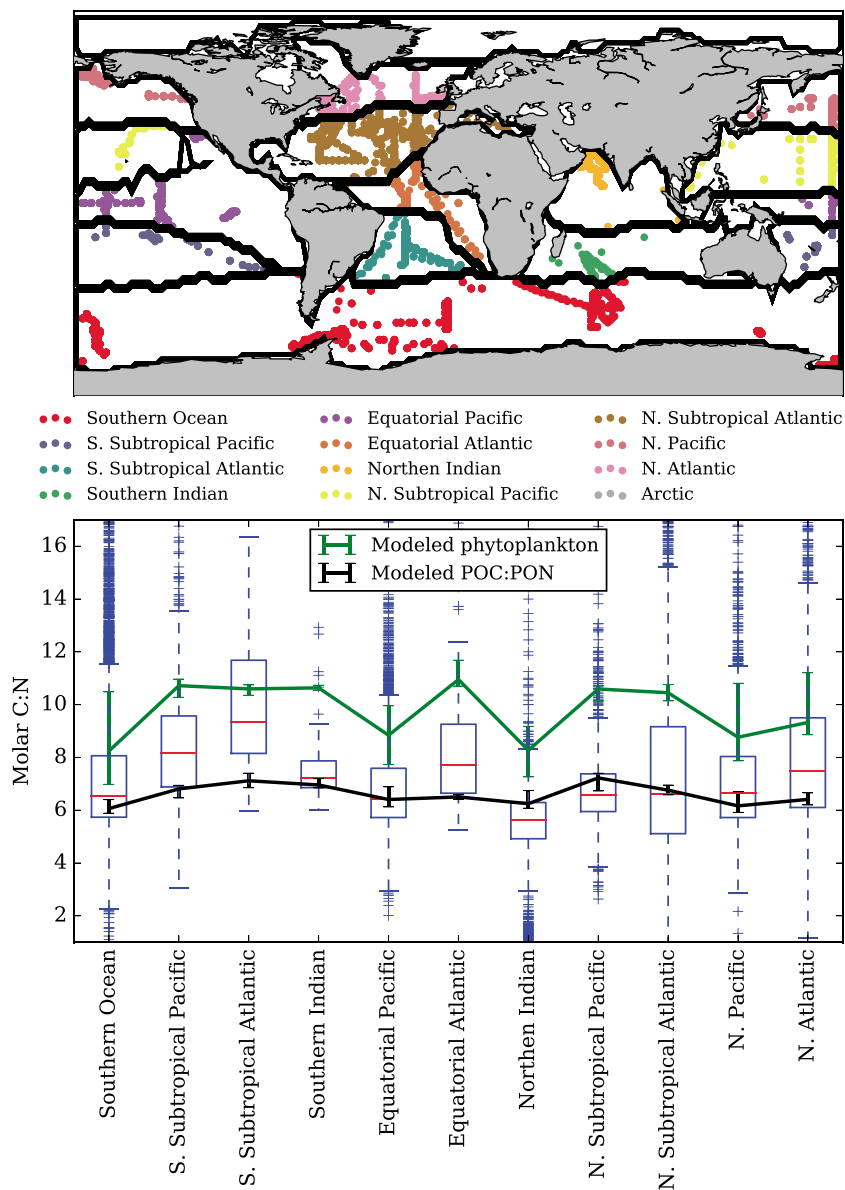 Southern Ocean
Equatorial Pacific
N. Subtropical Atlantic
S. Subtropical Pacific
Equatorial Atlantic
N. Pacific
S. Subtropical Atlantic
Northen Indian
N. Atlantic
Southern Indian
N. Subtropical Pacific
Arctic
Modeled phytoplankton
Modeled POC:PON
16
14
12
10
8
6
4
2
Molar C:N
Southern Ocean
S. Subtropical Pacific
S. Subtropical Atlantic
Southern Indian
Equatorial Pacific
Equatorial Atlantic
Northen Indian
N. Subtropical Pacific
N. Subtropical Atlantic
N. Pacific
N. Atlantic